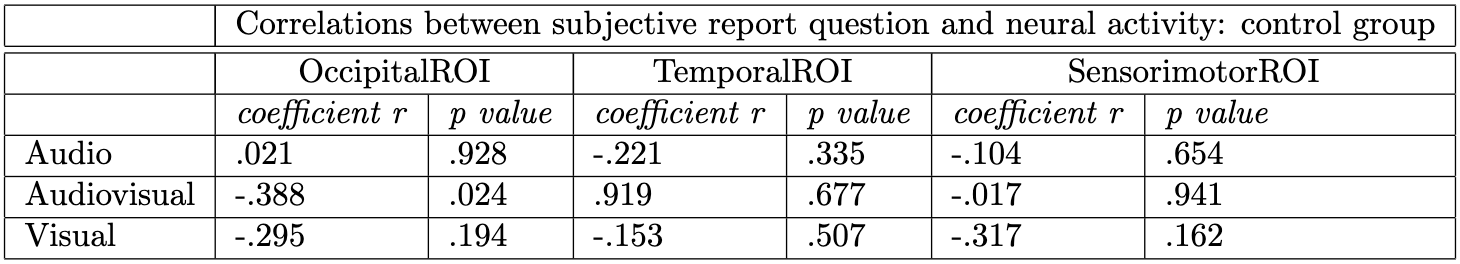 Correlations between subjective report question and neural activity: control group
OccipitalROI TemporalROI SensorimotorROI
coefficient r p value coefficient r p value coefficient r p value
Audio .021 .928 -.221 .335 -.104 .654
Audiovisual -.388 .024 .919 .677 -.017 .941
Visual -.295 .194 -.153 .507 -.317 .162